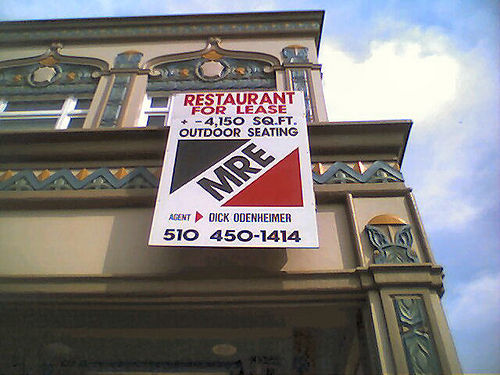 RESTAURANT
FOR LEASE
+ - 4,150 SQ.FT.
OUTDOOR SEATING
MRE
AGENT DICK ODENHEIMER
510 450-1414